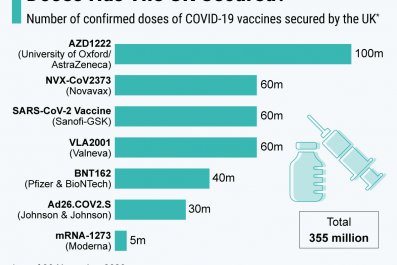 Number of confirmed doses of COVID-19 vaccines secured by the UK*
AZD1222
(University of Oxford/
AstraZeneca)
100m
NVX-CoV2373
(Novavax)
60m
SARS-CoV-2 Vaccine
(Sanofi-GSK)
60m
VLA2001
(Valneva)
60m
BNT162
(Pfizer & BioNTech)
40m
Ad26.COV2.S
(Johnson & Johnson)
30m
mRNA-1273
(Moderna)
5m
Total
355 million